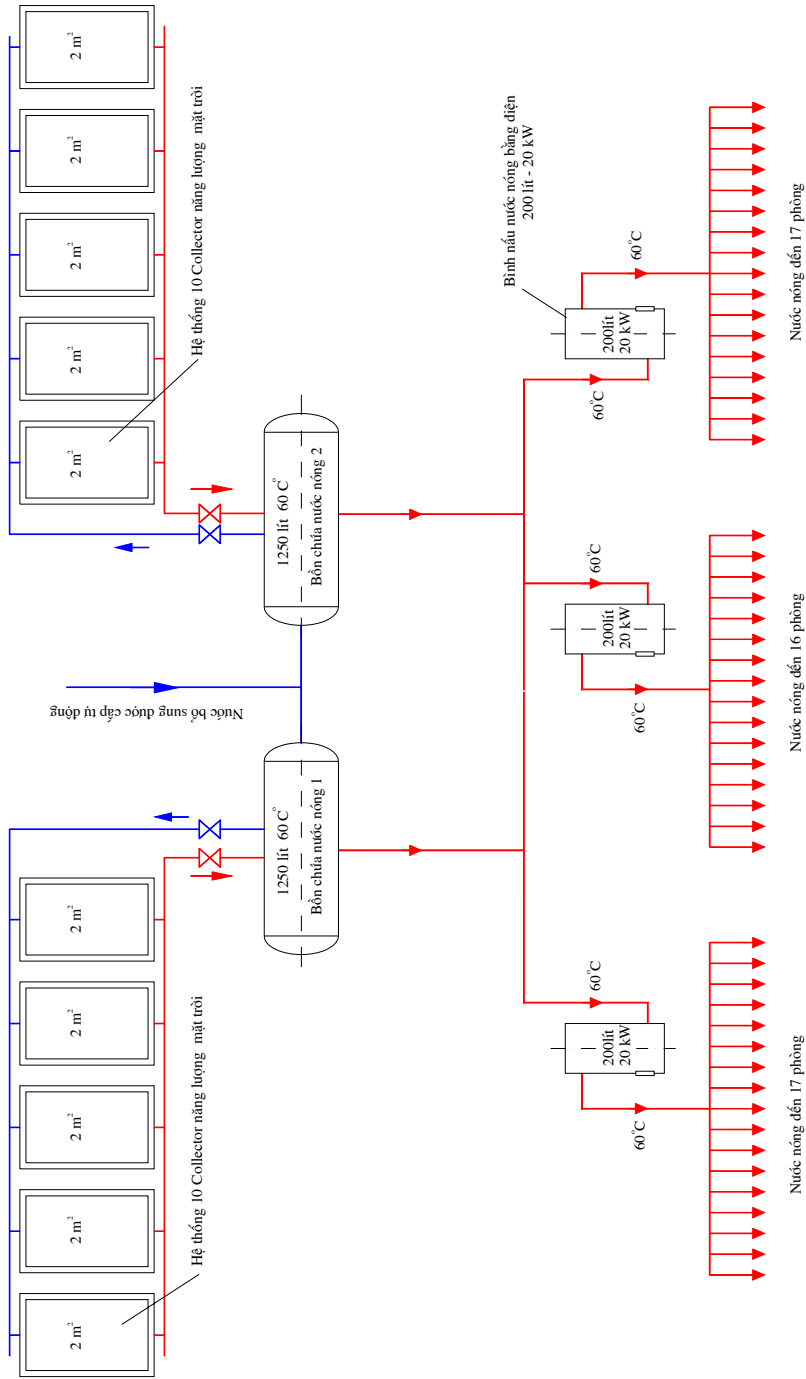 2 m²
2 m²
2 m²
2 m²
2 m²
2 m²
2 m²
2 m²
2 m²
2 m²
Hệ thống 10 Collector năng lượng mặt trời
Hệ thống 10 Collector năng lượng mặt trời
1250 lít 60 C°
Bồn chứa nước nóng 1
Nước bổ sung được cấp tự động
1250 lít 60 C°
Bồn chứa nước nóng 2
Bình nấu nước nóng bằng điện
200 lít - 20 kW
60°C
200lít
20 kW
60°C
60°C
200lít
20 kW
60°C
60°C
200lít
20 kW
60°C
Nước nóng đến 17 phòng
Nước nóng đến 16 phòng
Nước nóng đến 17 phòng